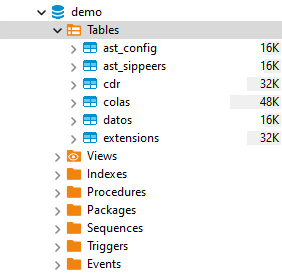 demo
Tables
ast_config 16K
ast_sippeers 16K
cdr 32K
colas 48K
datos 16K
extensions 32K
Views
Indexes
Procedures
Packages
Sequences
Triggers
Events